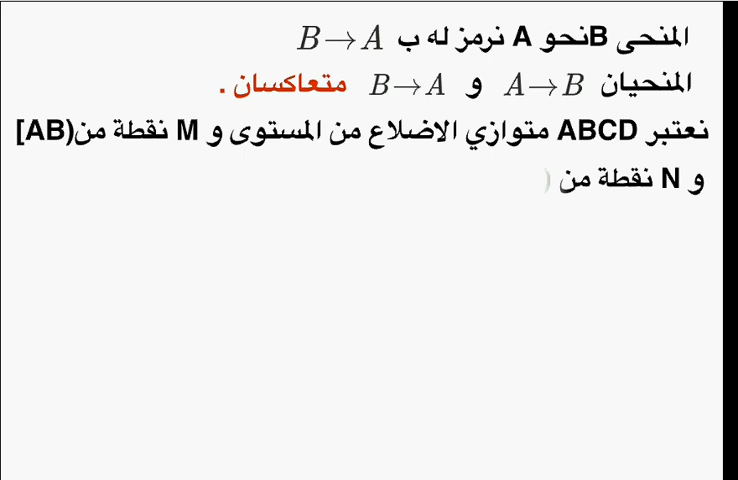 المنحى Bنحو A نرمز له ب B→A
المنحيان A→B و B→A متعاكسان .
نعتبر ABCD متوازي الاضلاع من المستوى و M نقطة من(AB]
و N نقطة من (